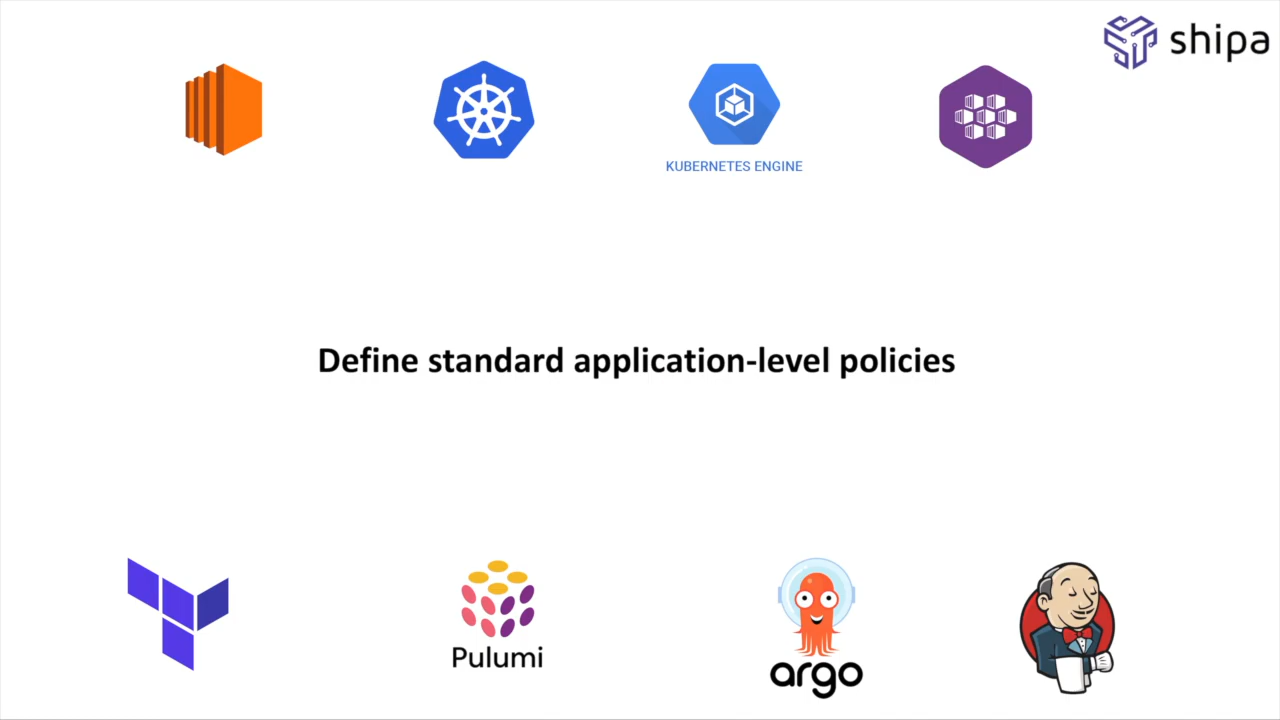 shipa
KUBERNETES ENGINE
Define standard application-level policies
Pulumi
argo